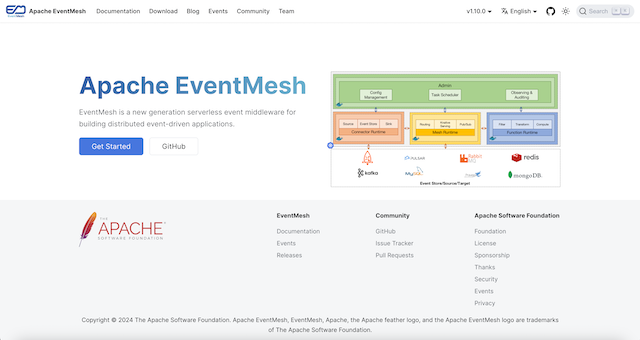 EventMesh
Apache EventMesh
Documentation
Download
Blog
Events
Community
Team
v1.10.0
English
Search
Apache EventMesh
EventMesh is a new generation serverless event middleware for
building distributed event-driven applications.
Get Started
GitHub
Admin
Config
Management
Task Scheduler
Observing &
Auditing
Source
Event Store
Sink
Connector Runtime
Routing
Protocol
Mesh Runtime
Filter
Transform
Computer
Function Runtime
PULSAR
redis
kafka
MySQL
mongoDB
Event Store/Source/Target
THE
APACHE
SOFTWARE FOUNDATION
EventMesh
Documentation
Events
Releases
Community
GitHub
Issue Tracker
Pull Requests
Apache Software Foundation
Foundation
License
Sponsorship
Thanks
Security
Events
Privacy
Copyright © 2024 The Apache Software Foundation. Apache EventMesh, EventMesh, Apache, the Apache feather logo, and the Apache EventMesh logo are trademarks
of The Apache Software Foundation.